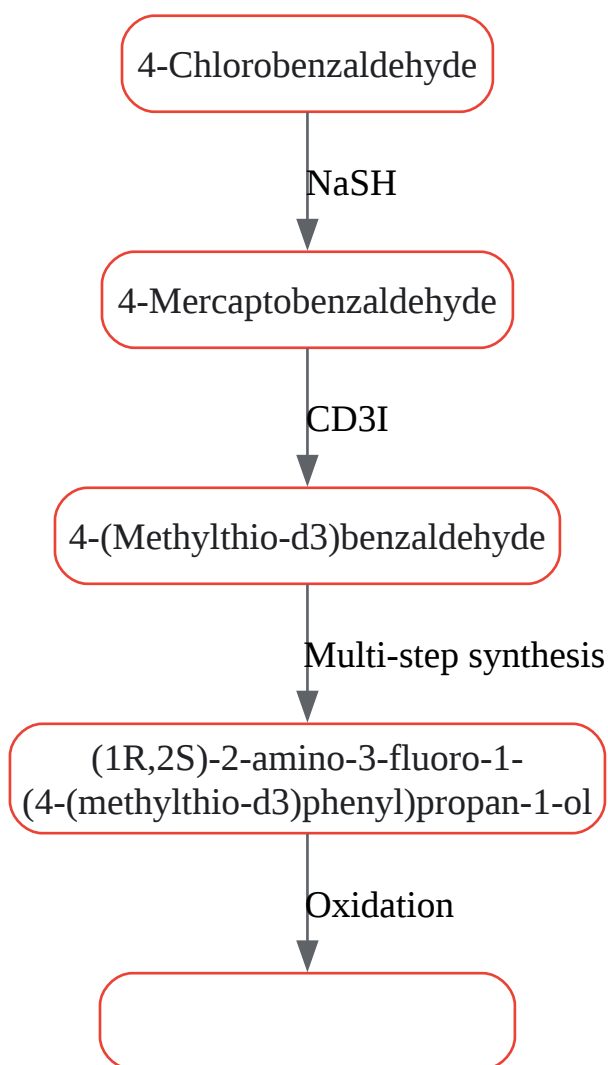 4-Chlorobenzaldehyde
NaSH
4-Mercaptobenzaldehyde
CD3I
4-(Methylthio-d3)benzaldehyde
Multi-step synthesis
(1R,2S)-2-amino-3-fluoro-1-
(4-(methylthio-d3)phenyl)propan-1-ol
Oxidation